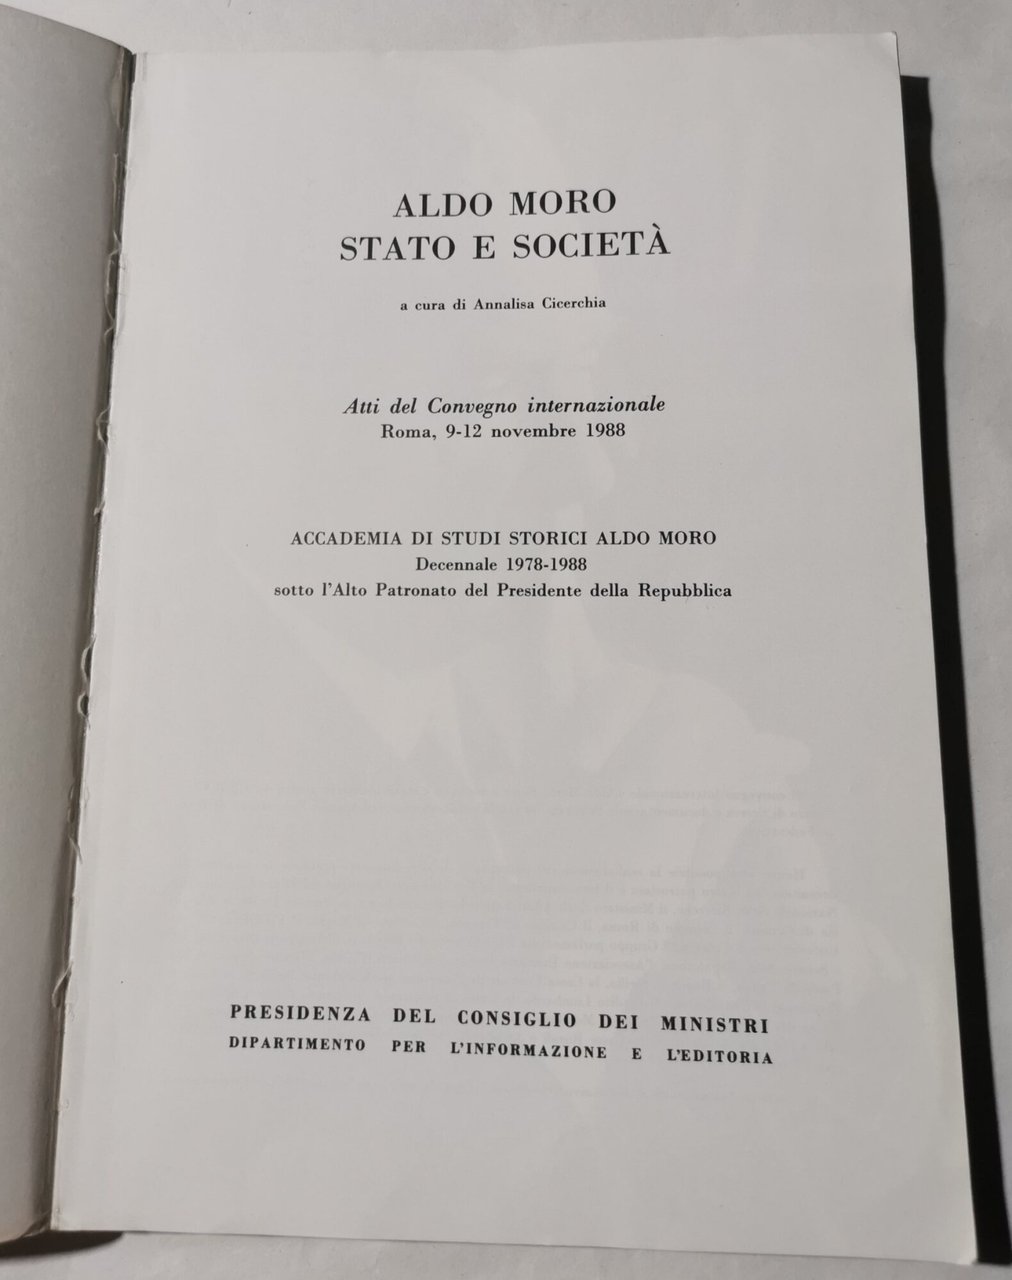 ALDO MORO
STATO E SOCIETÀ
a cura di Annalisa Cicerchia
Atti del Convegno internazionale
Roma, 9-12 novembre 1988
ACCADEMIA DI STUDI STORICI ALDO MORO
Decennale 1978-1988
sotto l'Alto Patronato del Presidente della Repubblica
PRESIDENZA DEL CONSIGLIO DEI MINISTRI
DIPARTIMENTO PER L'INFORMAZIONE E L'EDITORIA